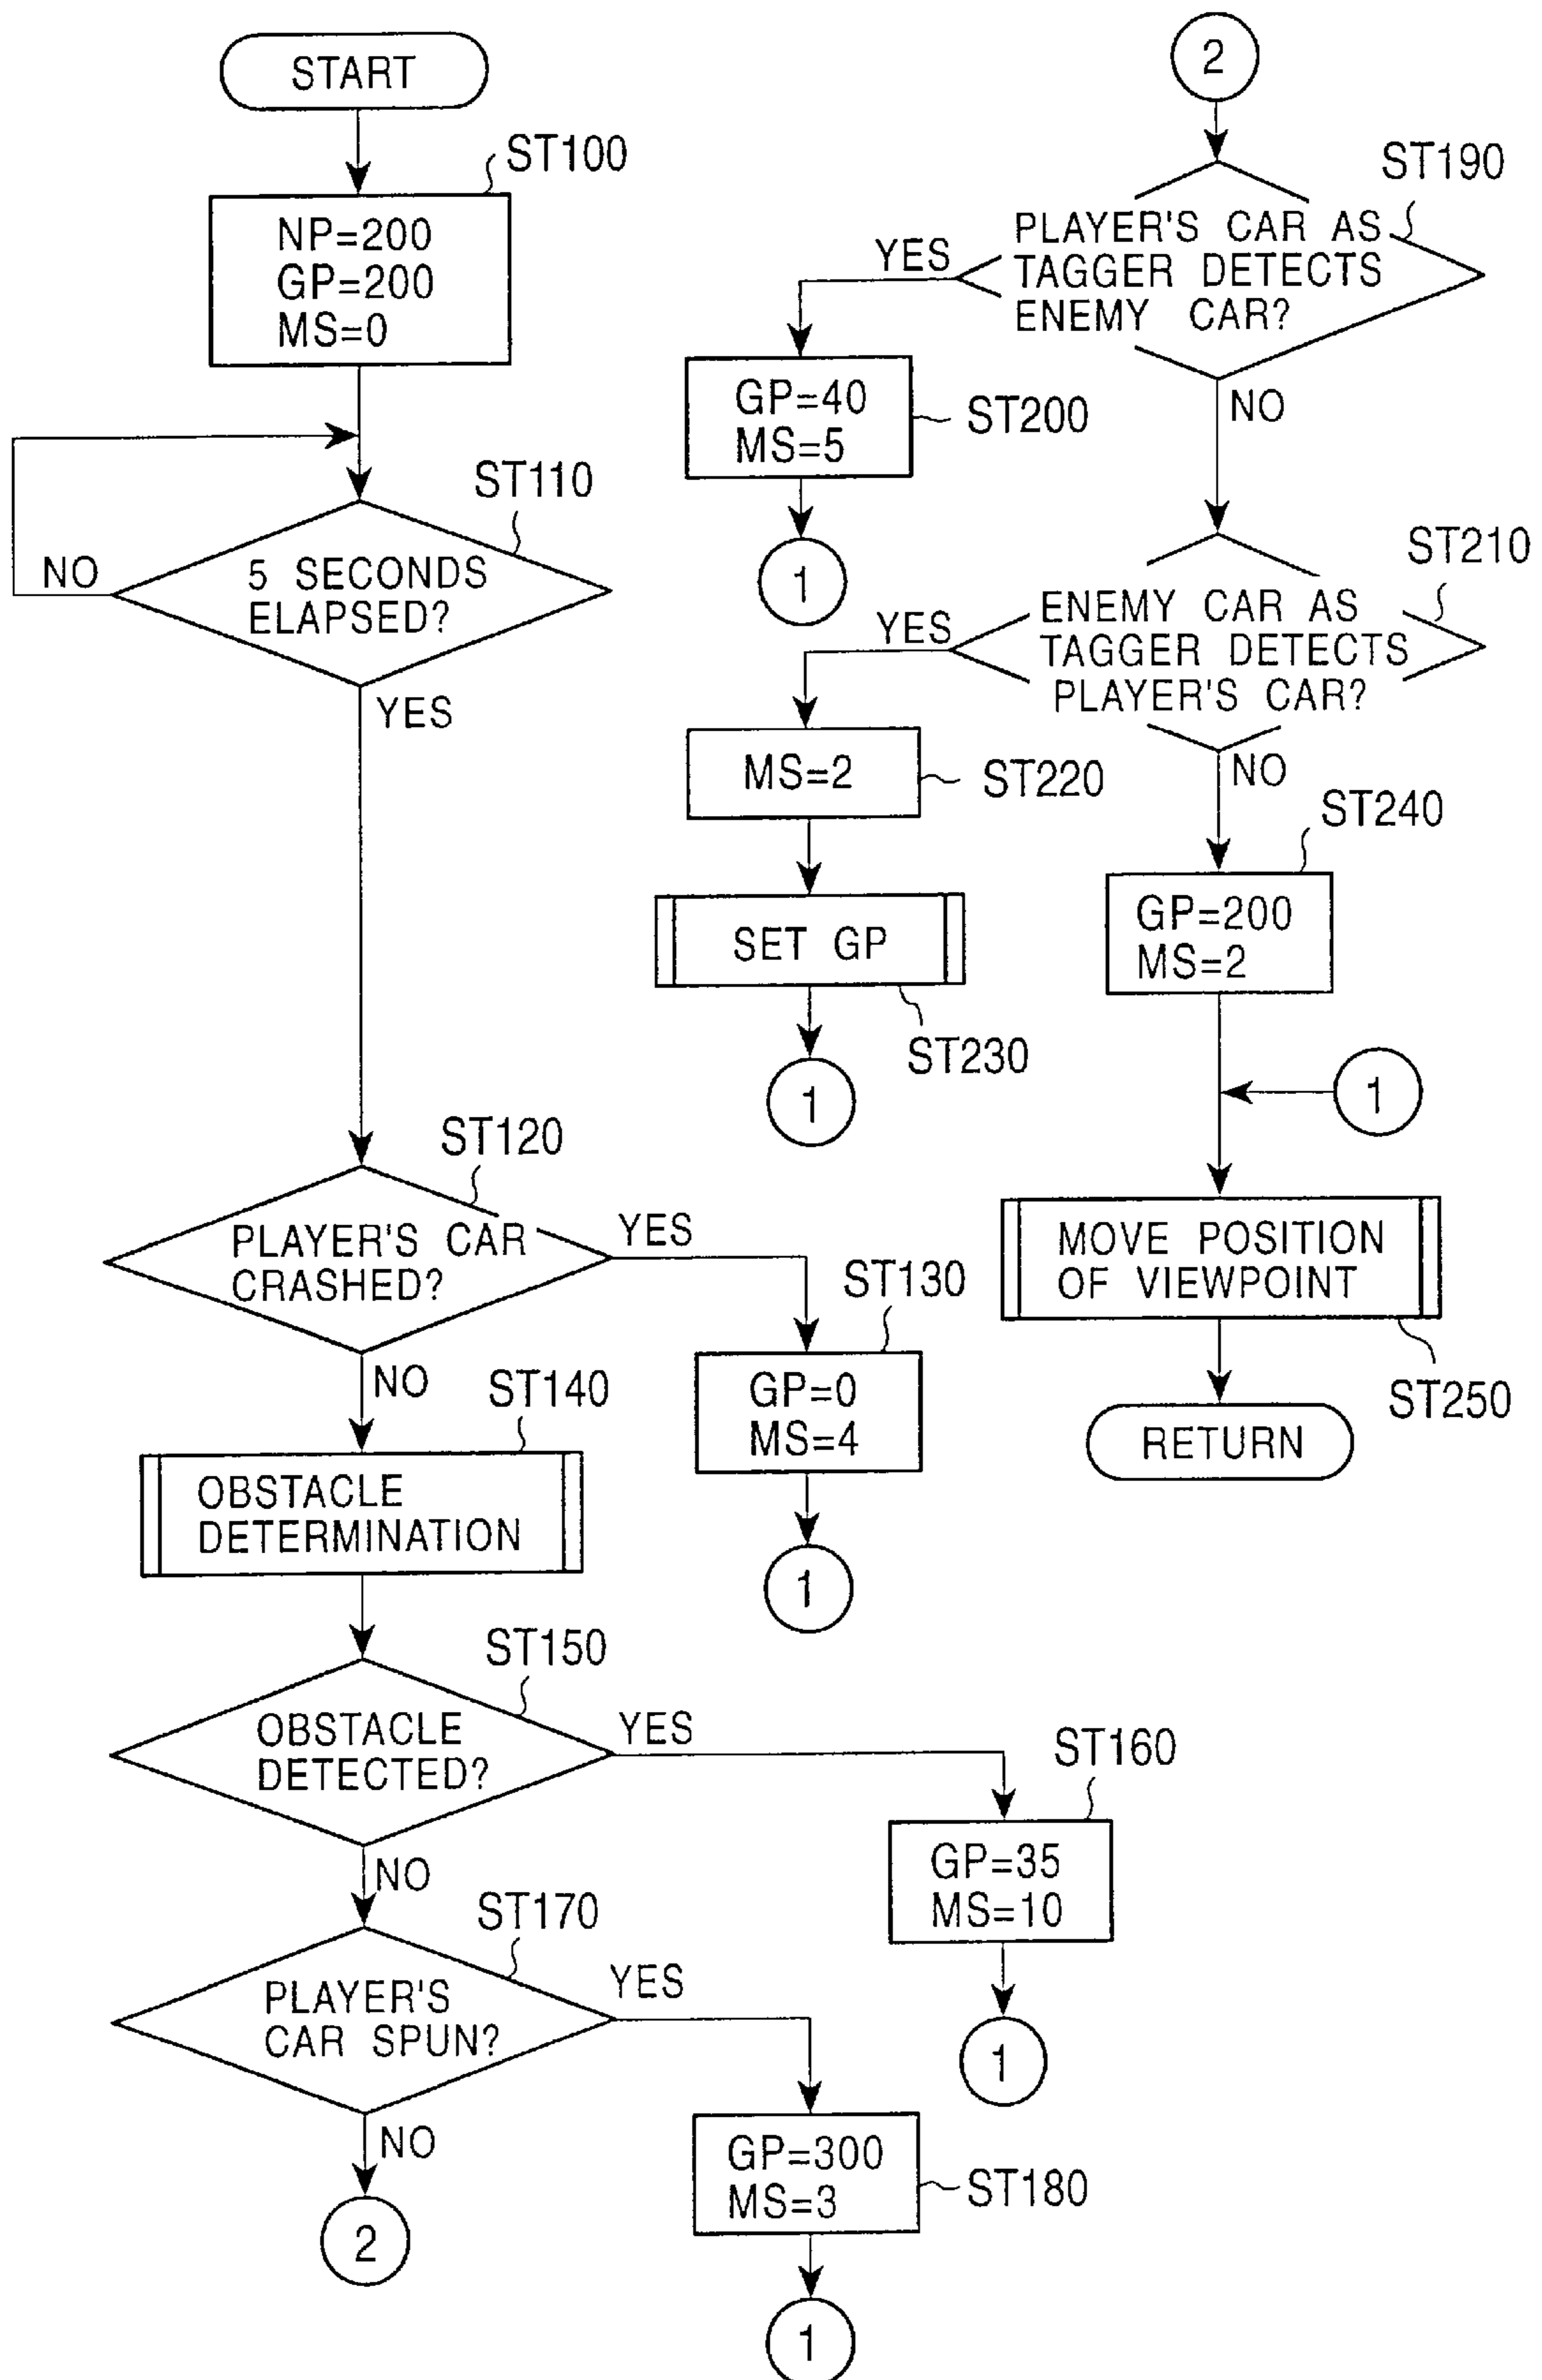 START
ST100
NP=200
GP=200
MS=0
ST110
5 SECONDS
ELAPSED?
NO
YES
ST120
PLAYER'S CAR
CRASHED?
YES
NO
ST130
GP=0
MS=4
1
ST140
OBSTACLE
DETERMINATION
ST150
OBSTACLE
DETECTED?
YES
NO
ST160
GP=35
MS=10
1
ST170
PLAYER'S
CAR SPUN?
YES
NO
2
GP=300
MS=3
ST180
1
2
ST190
PLAYER'S CAR AS
TAGGER DETECTS
ENEMY CAR?
YES
NO
GP=40
MS=5
ST200
1
ST210
ENEMY CAR AS
TAGGER DETECTS
PLAYER'S CAR?
YES
NO
MS=2
ST220
SET GP
ST230
1
ST240
GP=200
MS=2
1
MOVE POSITION
OF VIEWPOINT
ST250
RETURN